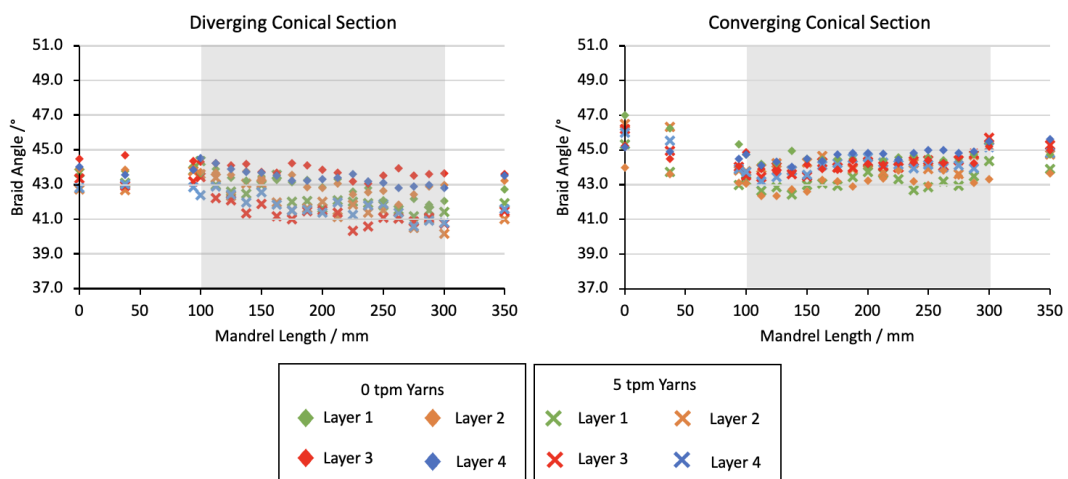 Diverging Conical Section
Converging Conical Section
51.0
49.0
47.0
45.0
43.0
41.0
39.0
37.0
Braid Angle /°
0 50 100 150 200 250 300 350
Mandrel Length / mm
51.0
49.0
47.0
45.0
43.0
41.0
39.0
37.0
Braid Angle /°
0 50 100 150 200 250 300 350
Mandrel Length / mm
0 tpm Yarns
Layer 1 Layer 2
Layer 3 Layer 4
5 tpm Yarns
Layer 1 Layer 2
Layer 3 Layer 4